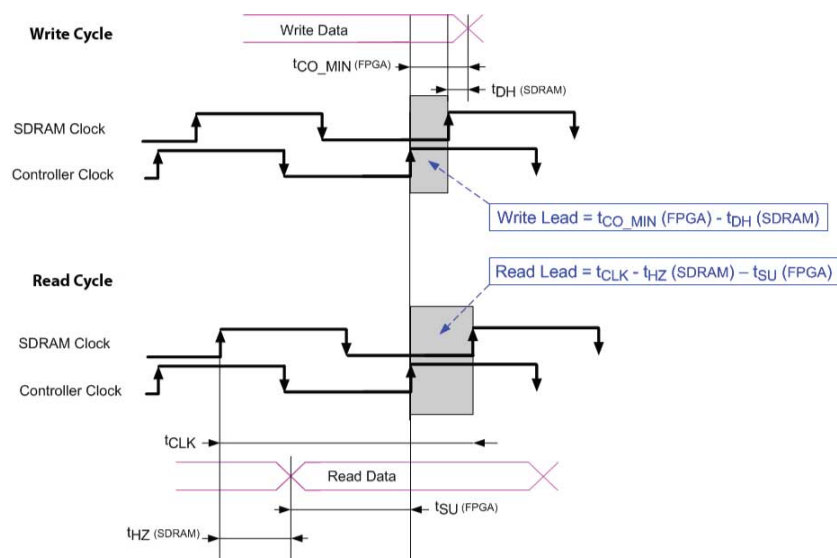 Write Cycle
Write Data
tCO_MIN (FPGA)
tDH (SDRAM)
SDRAM Clock
Controller Clock
Write Lead = tCO_MIN (FPGA) - tDH (SDRAM)
Read Lead = tCLK - tHZ (SDRAM) – tSU (FPGA)
Read Cycle
SDRAM Clock
Controller Clock
tCLK
Read Data
tSU (FPGA)
tHZ (SDRAM)